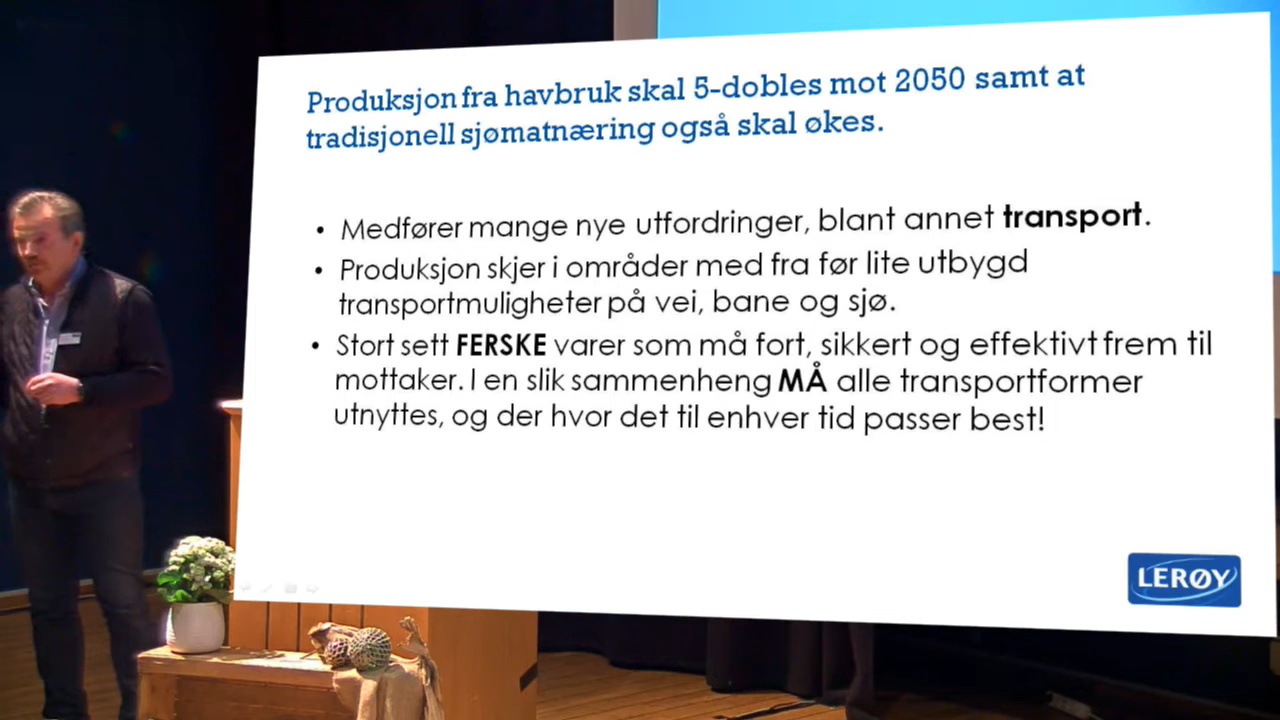 Produksjon fra havbruk skal 5-dobles mot 2050 samt at
tradisjonell sjømatnæring også skal økes.
• Medfører mange nye utfordringer, blant annet transport.
• Produksjon skjer i områder med fra før lite utbygd
transportmuligheter på vei, bane og sjø.
• Stort sett FERSKE varer som må fort, sikkert og effektivt frem til
mottaker. I en slik sammenheng MÅ alle transportformer
utnyttes, og der hvor det til enhver tid passer best!
LERØY